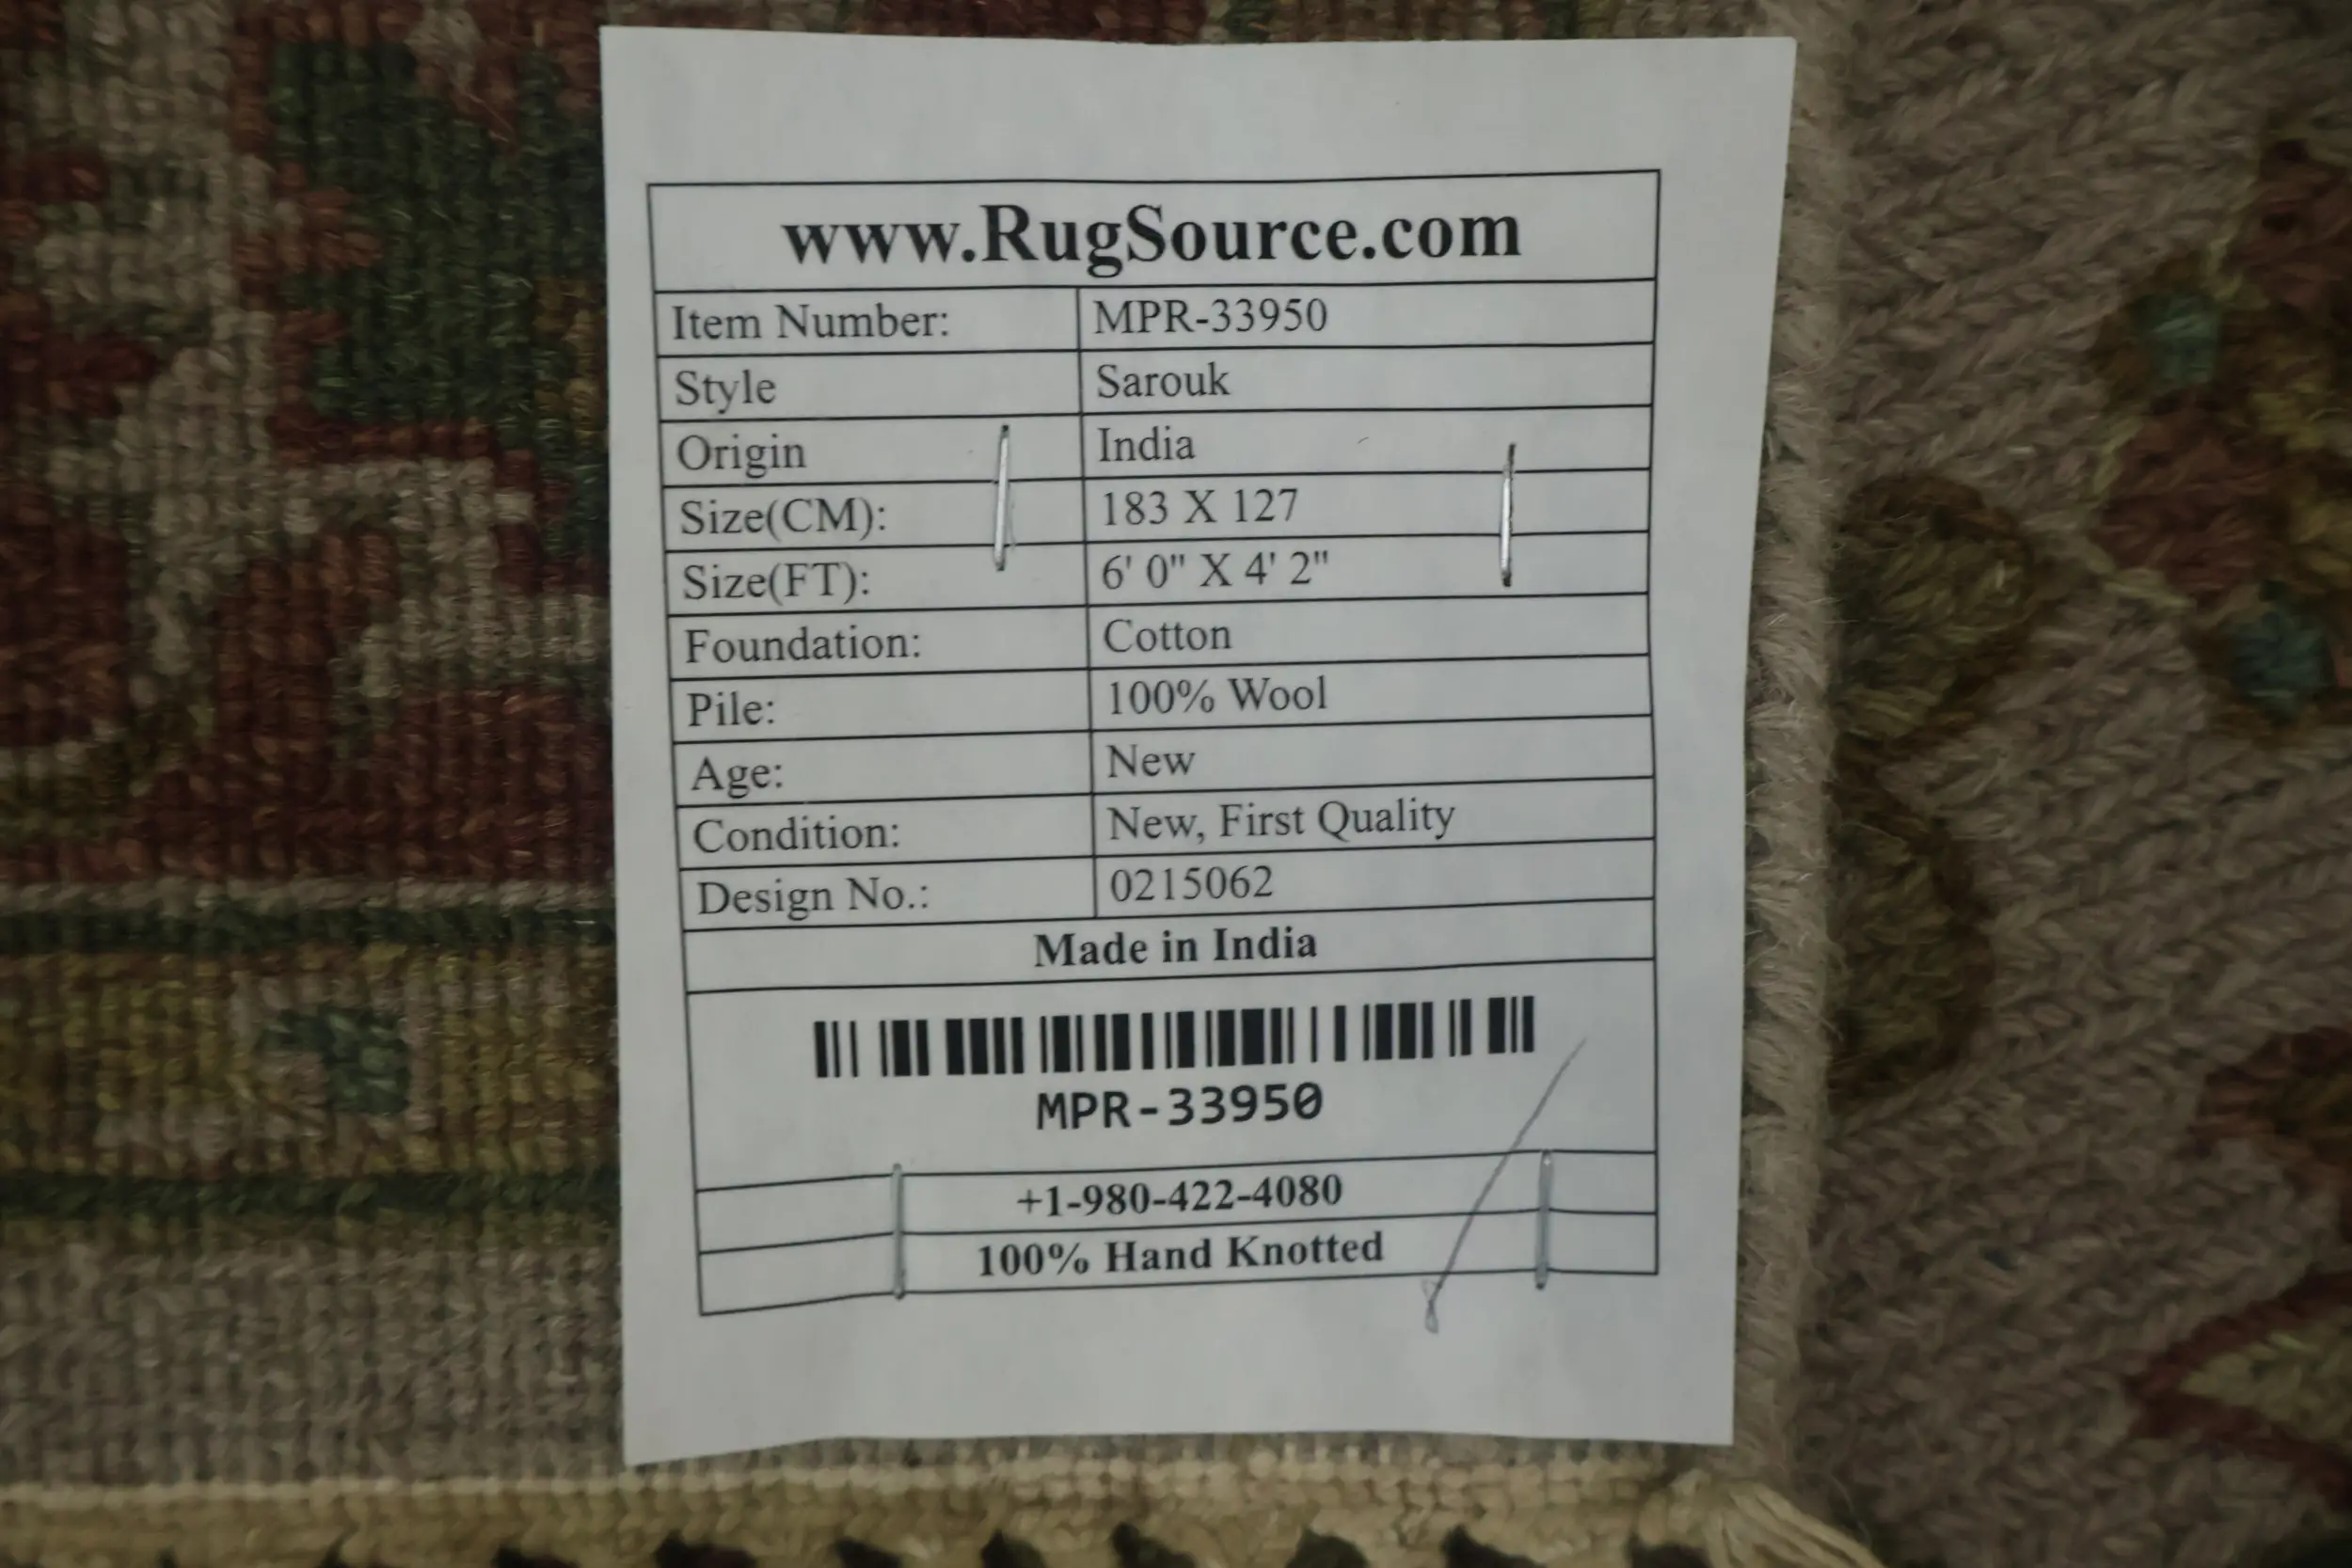 www.RugSource.com
Item Number: MPR-33950
Style Sarouk
Origin India
Size(CM): 183 X 127
Size(FT): 6' 0" X 4' 2"
Foundation: Cotton
Pile: 100% Wool
Age: New
Condition: New, First Quality
Design No.: 0215062
Made in India
MPR-33950
+1-980-422-4080
100% Hand Knotted